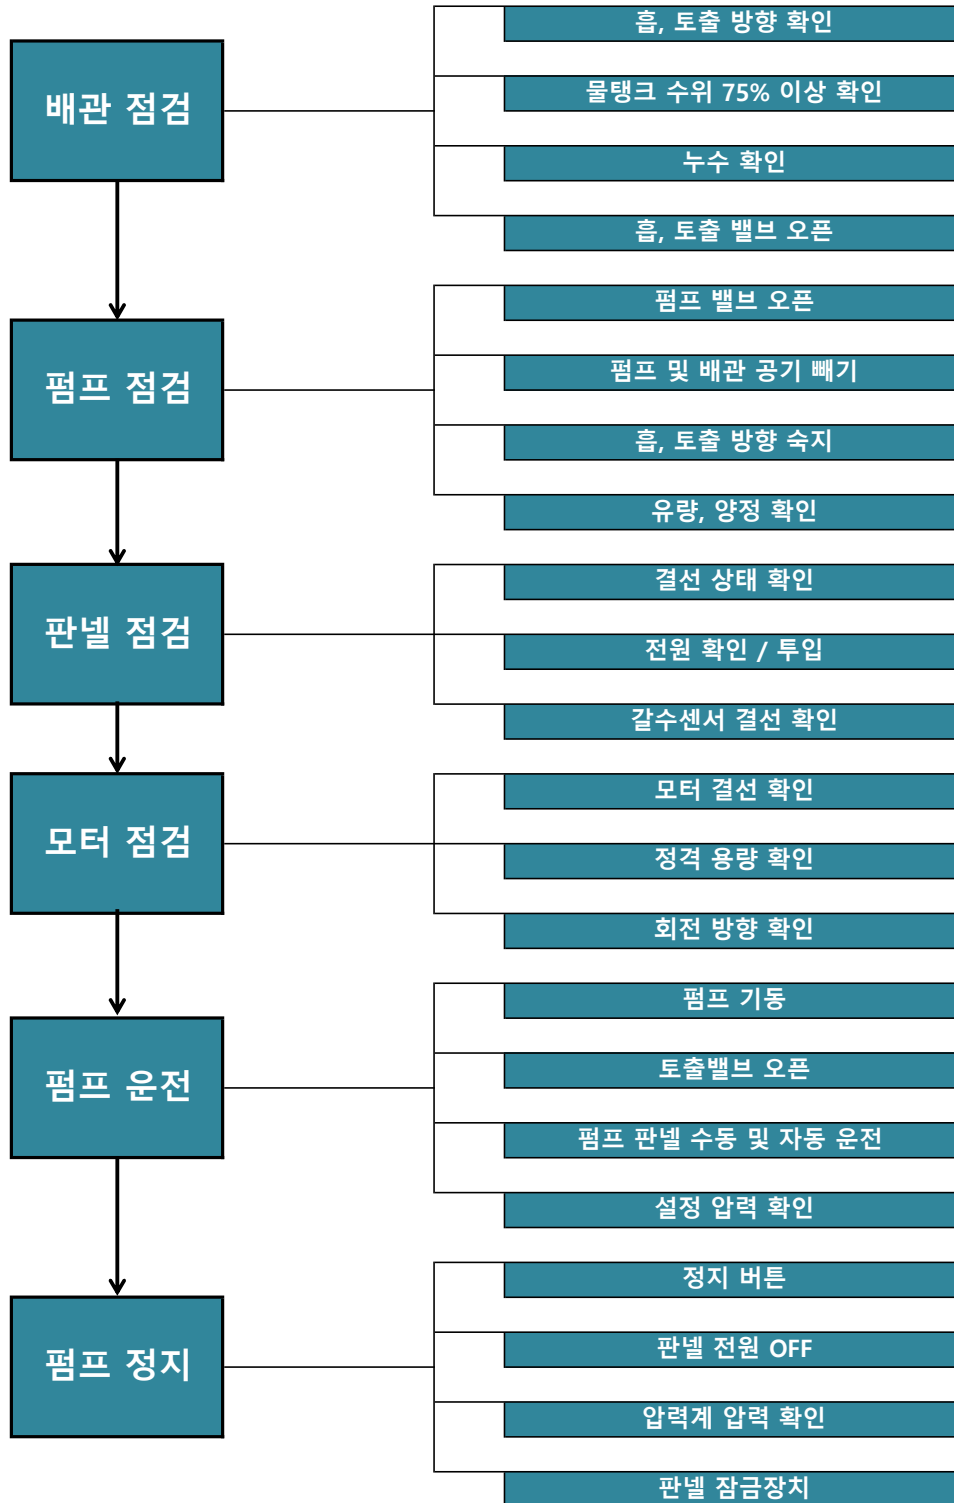 배관 점검
흡, 토출 방향 확인
물탱크 수위 75% 이상 확인
누수 확인
흡, 토출 밸브 오픈
펌프 점검
펌프 밸브 오픈
펌프 및 배관 공기 빼기
흡, 토출 방향 숙지
유량, 양정 확인
판넬 점검
결선 상태 확인
전원 확인 / 투입
갈수센서 결선 확인
모터 점검
모터 결선 확인
정격 용량 확인
회전 방향 확인
펌프 운전
펌프 기동
토출밸브 오픈
펌프 판넬 수동 및 자동 운전
설정 압력 확인
펌프 정지
정지 버튼
판넬 전원 OFF
압력계 압력 확인
판넬 잠금장치